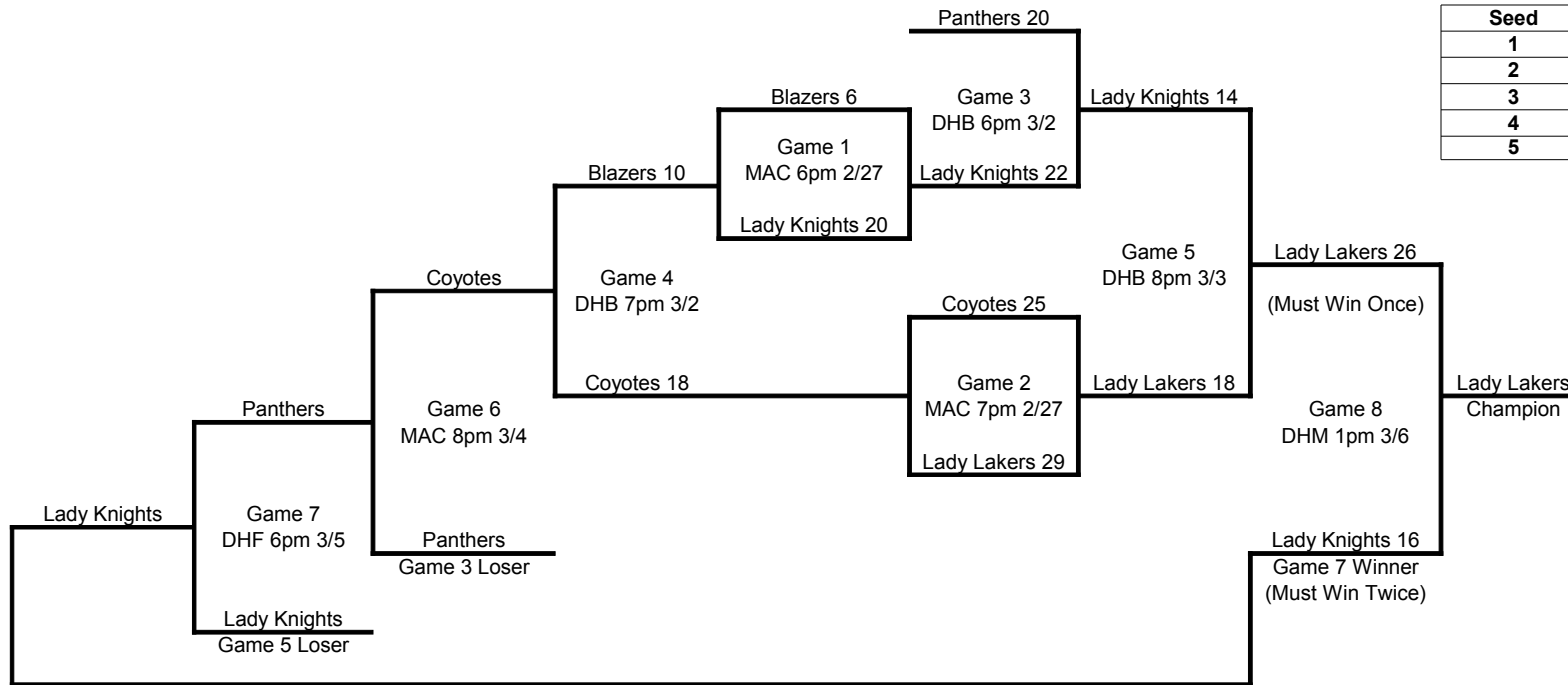 Panthers 20
Seed
1
2
3
4
5
Blazers 6
Game 3
DHB 6pm 3/2
Lady Knights 14
Game 1
MAC 6pm 2/27
Blazers 10
Lady Knights 22
Lady Knights 20
Game 5
DHB 8pm 3/3
Lady Lakers 26
(Must Win Once)
Coyotes
Game 4
DHB 7pm 3/2
Coyotes 25
Coyotes 18
Game 2
MAC 7pm 2/27
Lady Lakers 18
Lady Lakers
Champion
Panthers
Game 6
MAC 8pm 3/4
Game 8
DHM 1pm 3/6
Lady Lakers 29
Lady Knights
Game 7
DHF 6pm 3/5
Panthers
Game 3 Loser
Lady Knights 16
Game 7 Winner
(Must Win Twice)
Lady Knights
Game 5 Loser